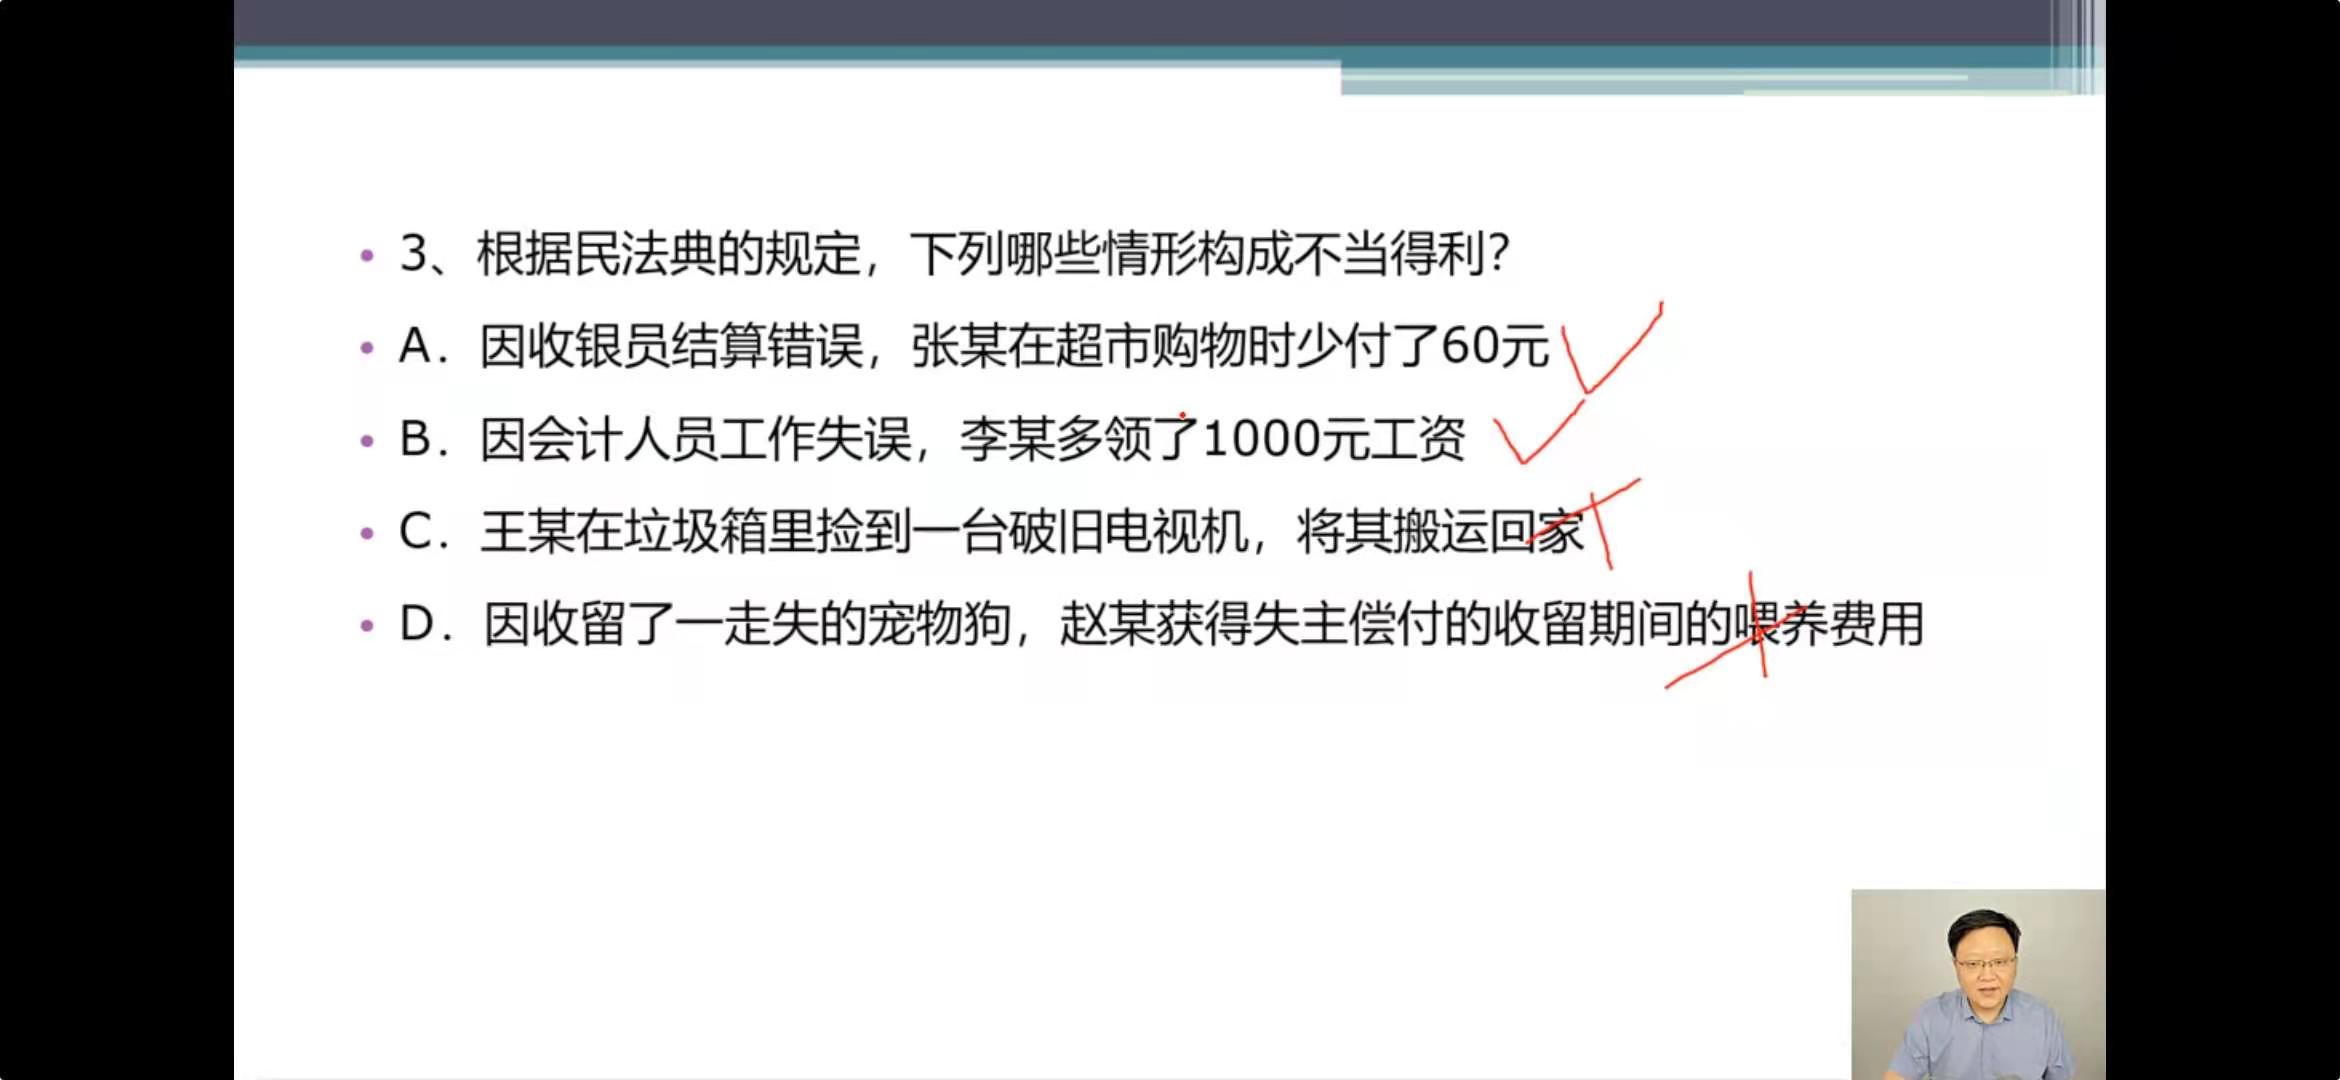 3、根据民法典的规定，下列哪些情形构成不当得利？
A．因收银员结算错误，张某在超市购物时少付了60元
B．因会计人员工作失误，李某多领了1000元工资
C．王某在垃圾箱里捡到一台破旧电视机，将其搬运回家
D．因收留了一走失的宠物狗，赵某获得失主偿付的收留期间的喂养费用